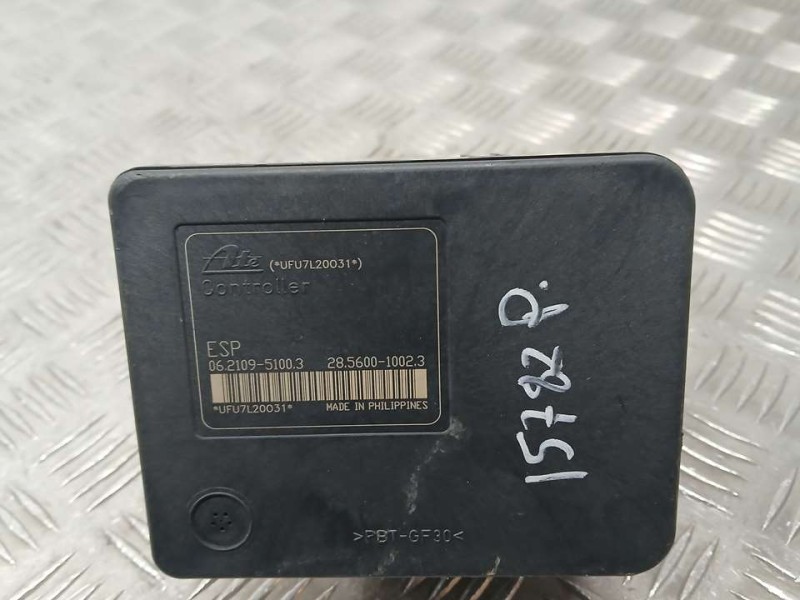 Ate (*UFU7L20031*)
Controller
ESP
06.2109-5100.3 28.5600-1002.3
*UFU7L20031* MADE IN PHILIPPINES
>PBT-GF30<
15782 P.